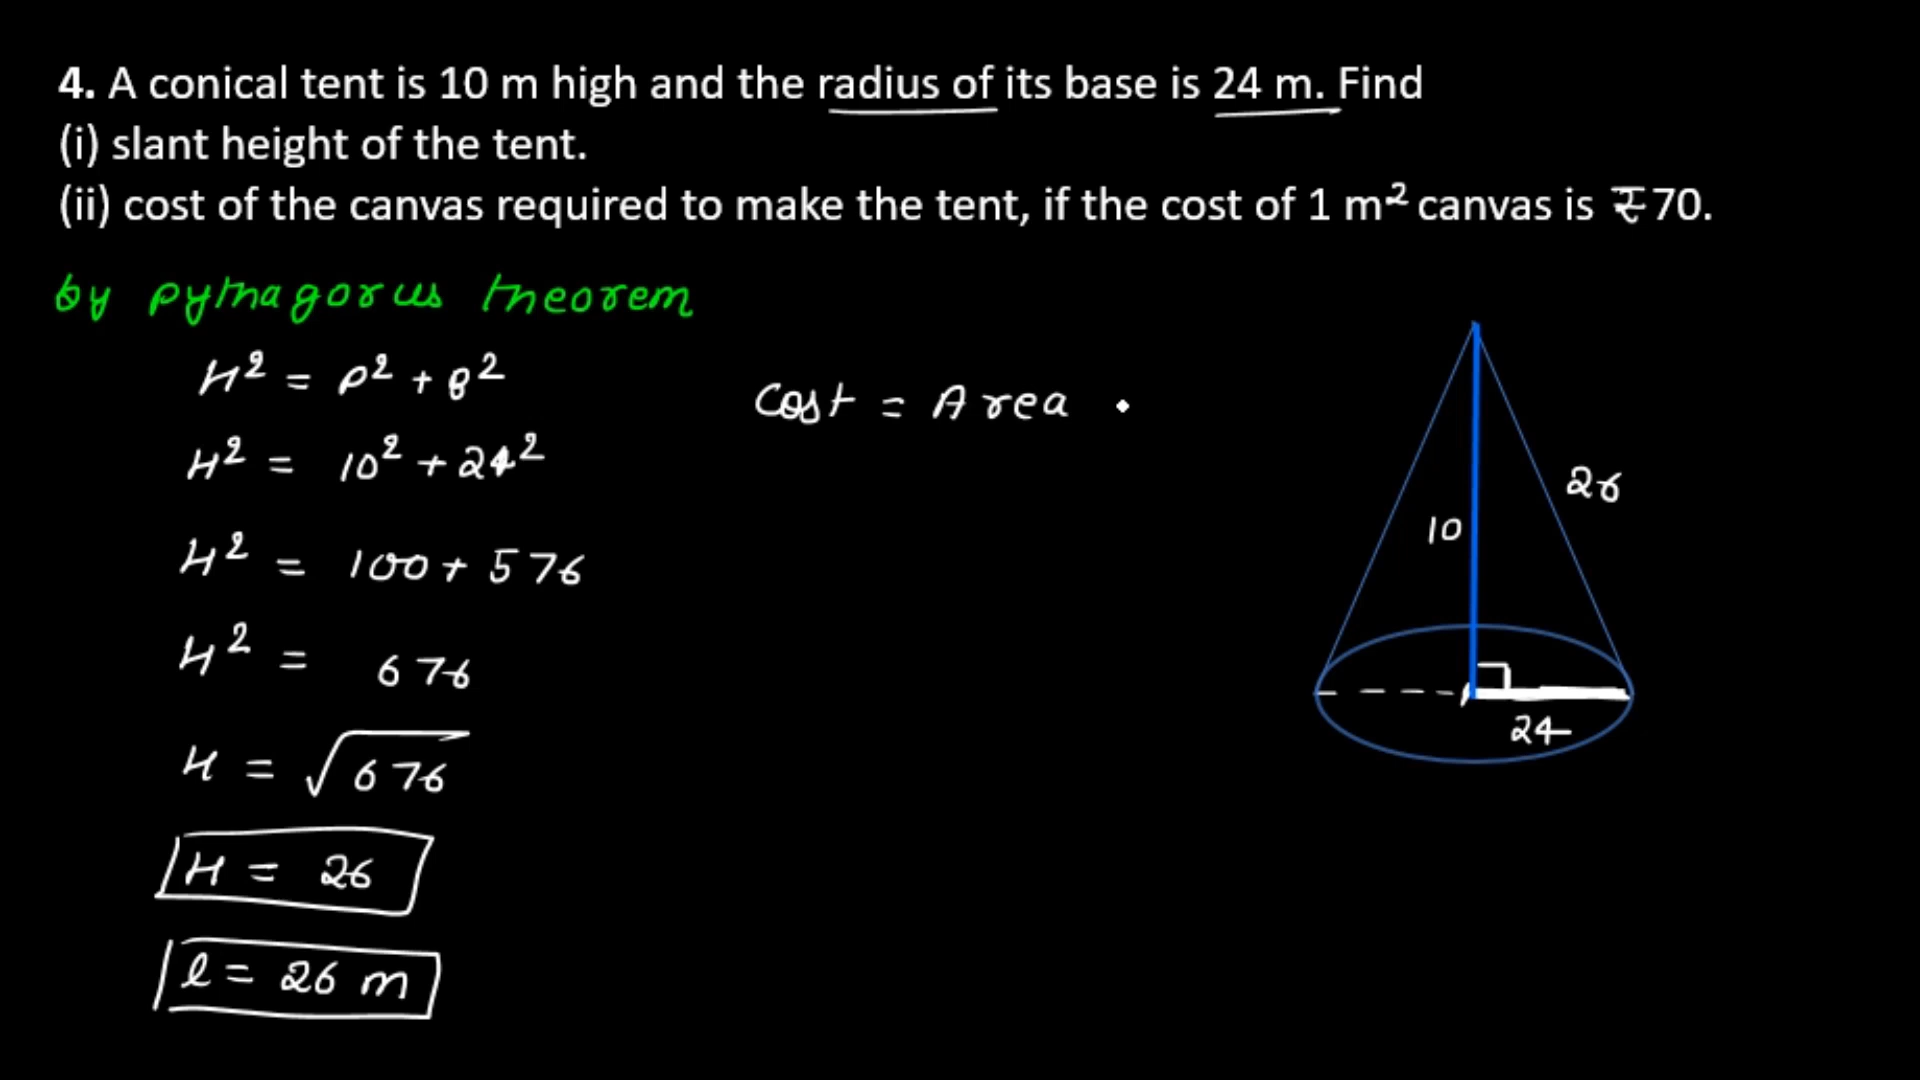 4. A conical tent is 10 m high and the radius of its base is 24 m. Find
(i) slant height of the tent.
(ii) cost of the canvas required to make the tent, if the cost of 1 m² canvas is ₹70.
by pythagorus theorem
H² = P² + B²
H² = 10² + 24²
H² = 100 + 576
H² = 676
H = √676
H = 26
l = 26 m
Cost = Area
26
10
24